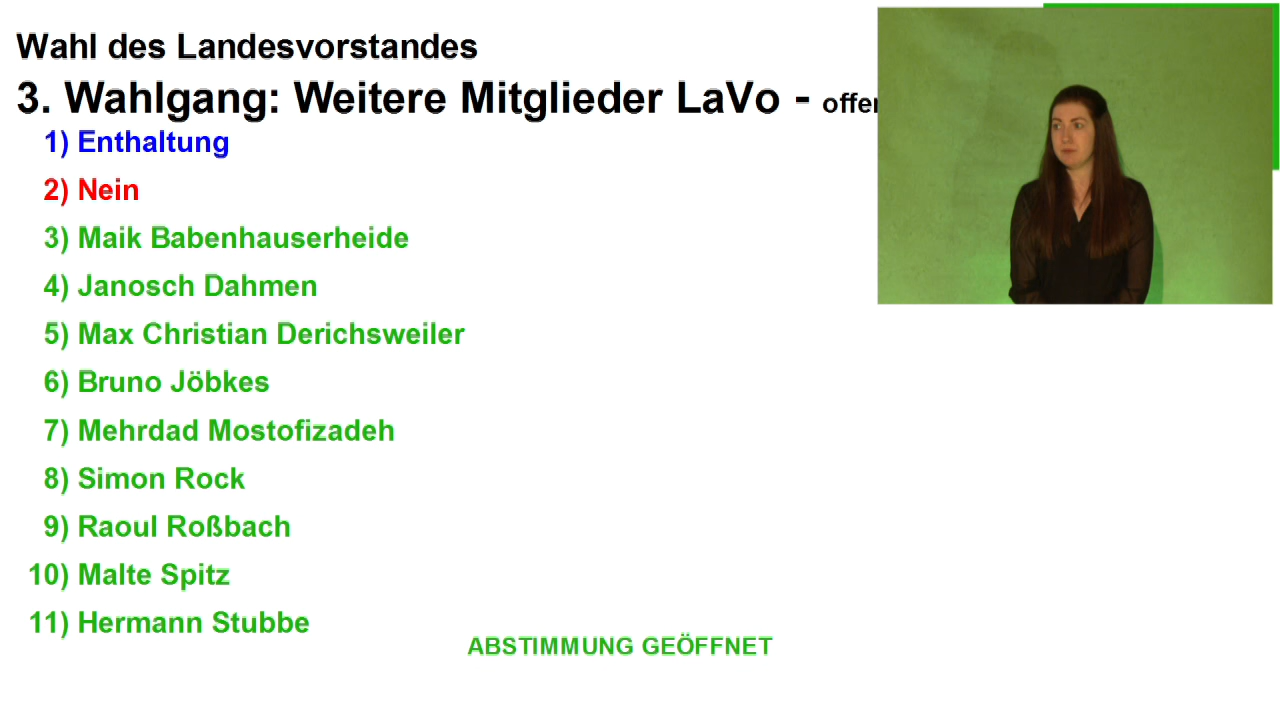 Wahl des Landesvorstandes
3. Wahlgang: Weitere Mitglieder LaVo -
1) Enthaltung
2) Nein
3) Maik Babenhauserheide
4) Janosch Dahmen
5) Max Christian Derichsweiler
6) Bruno Jöbkes
7) Mehrdad Mostofizadeh
8) Simon Rock
9) Raoul Roßbach
10) Malte Spitz
11) Hermann Stubbe
ABSTIMMUNG GEÖFFNET